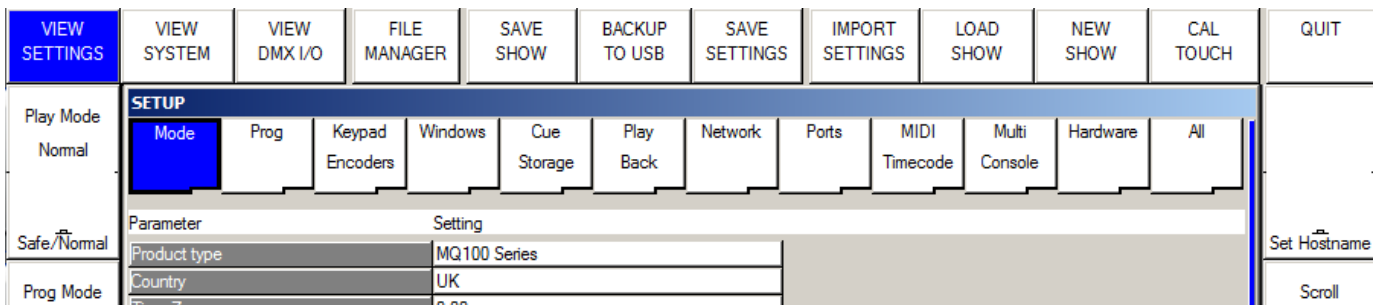 VIEW SETTINGS
VIEW SYSTEM
VIEW DMX I/O
FILE MANAGER
SAVE SHOW
BACKUP TO USB
SAVE SETTINGS
IMPORT SETTINGS
LOAD SHOW
NEW SHOW
CAL TOUCH
QUIT
Play Mode
Normal
Safe/Normal
Prog Mode
SETUP
Mode
Prog
Keypad Encoders
Windows
Cue Storage
Play Back
Network
Ports
MIDI Timecode
Multi Console
Hardware
All
Parameter Setting
Product type MQ100 Series
Country UK
Set Hostname
Scroll